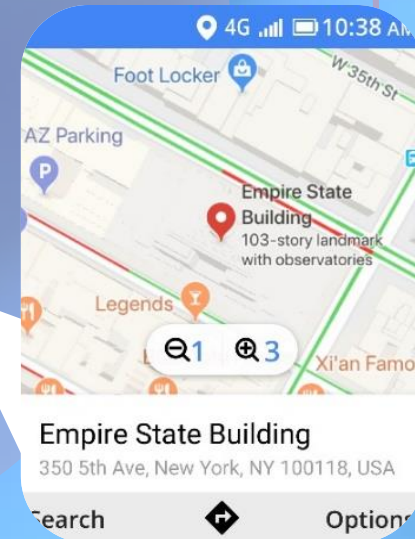 4G 10:38 AM
W 35th St
Foot Locker
AZ Parking
P
Empire State
Building
103-story landmark
with observatories
Legends
1 3
Xi'an Famo
Empire State Building
350 5th Ave, New York, NY 100118, USA
Search Options